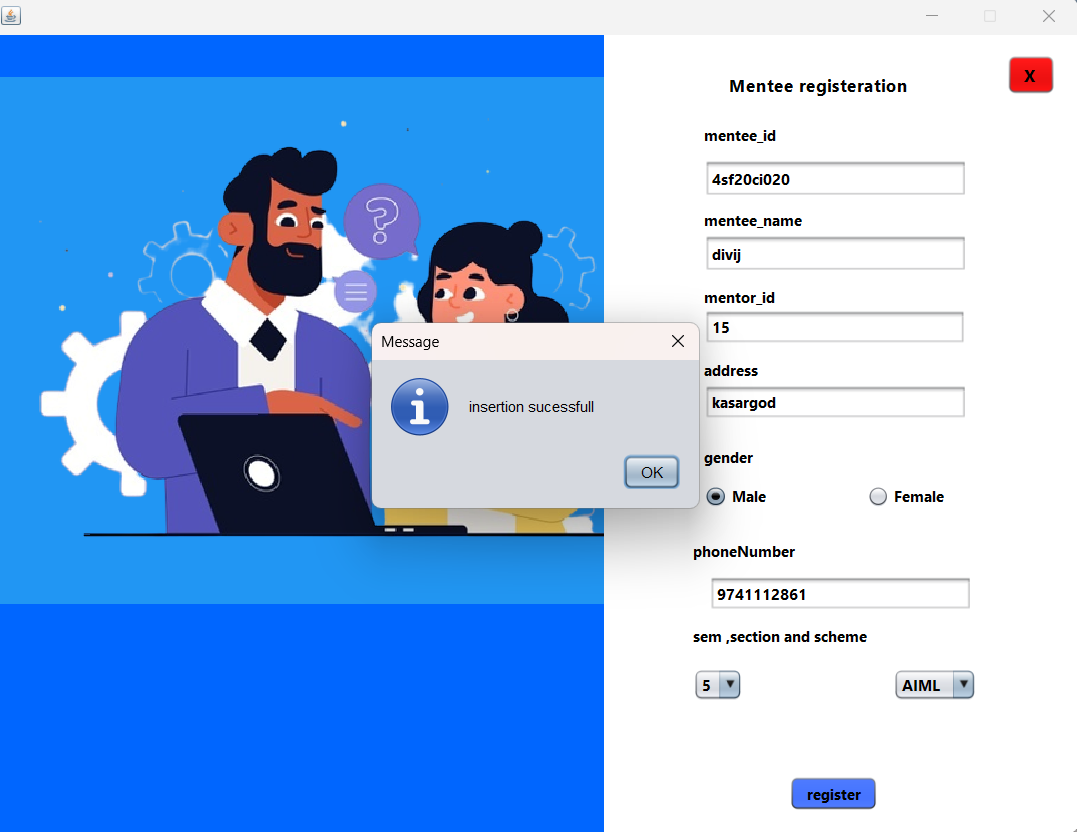 Mentee registeration
X
mentee_id
4sf20ci020
mentee_name
divij
mentor_id
15
address
kasargod
gender
Male Female
phoneNumber
9741112861
sem ,section and scheme
5 AIML
register
?
Message
insertion sucessfull
OK